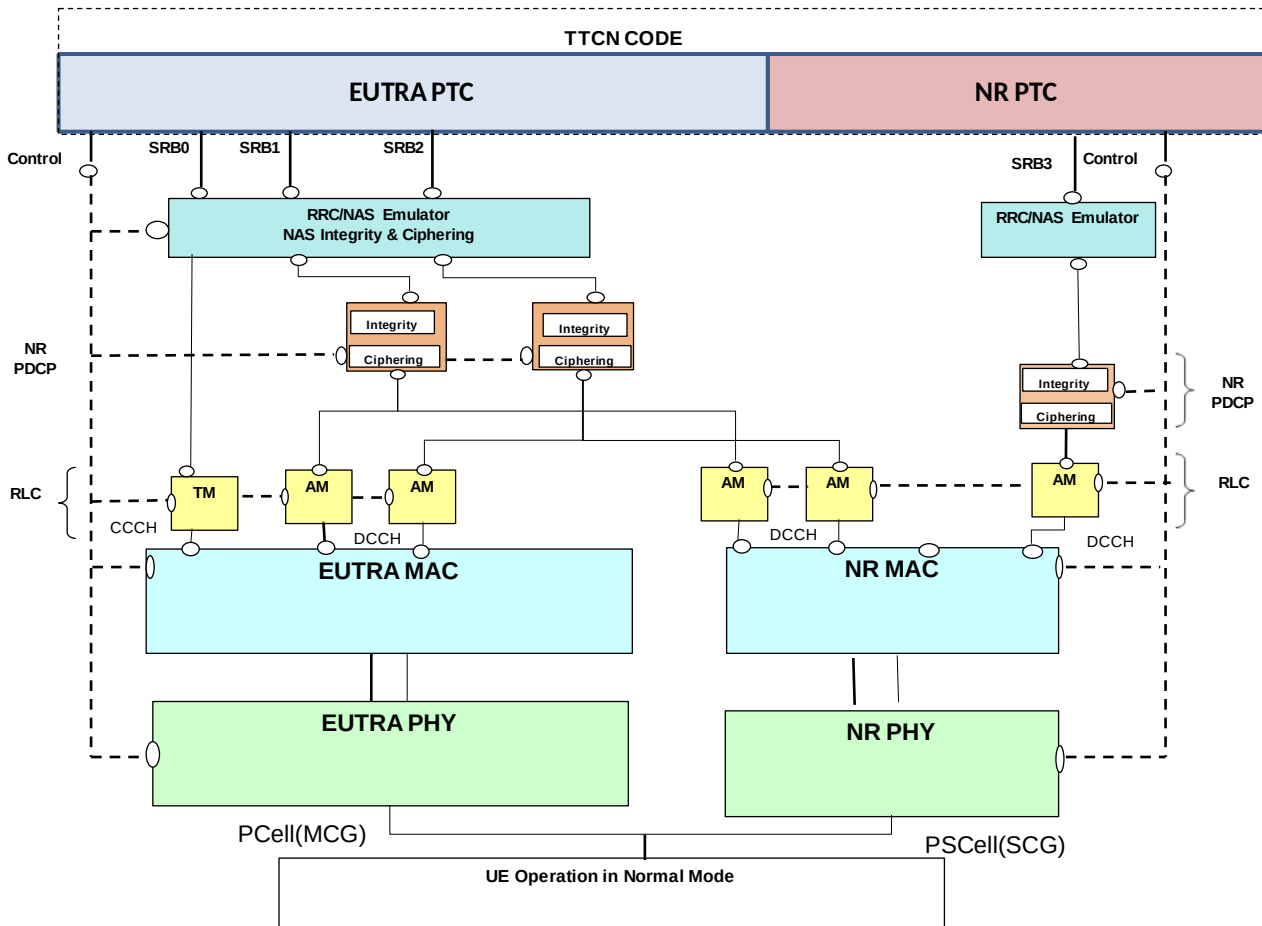 TTCN CODE
EUTRA PTC
NR PTC
Control
SRB0
SRB1
SRB2
SRB3
Control
RRC/NAS Emulator
NAS Integrity & Ciphering
RRC/NAS Emulator
NR
PDCP
Integrity
Ciphering
Integrity
Ciphering
Integrity
Ciphering
NR
PDCP
RLC
TM
AM
AM
AM
AM
AM
RLC
CCCH
DCCH
DCCH
DCCH
EUTRA MAC
NR MAC
EUTRA PHY
NR PHY
PCell(MCG)
PSCell(SCG)
UE Operation in Normal Mode